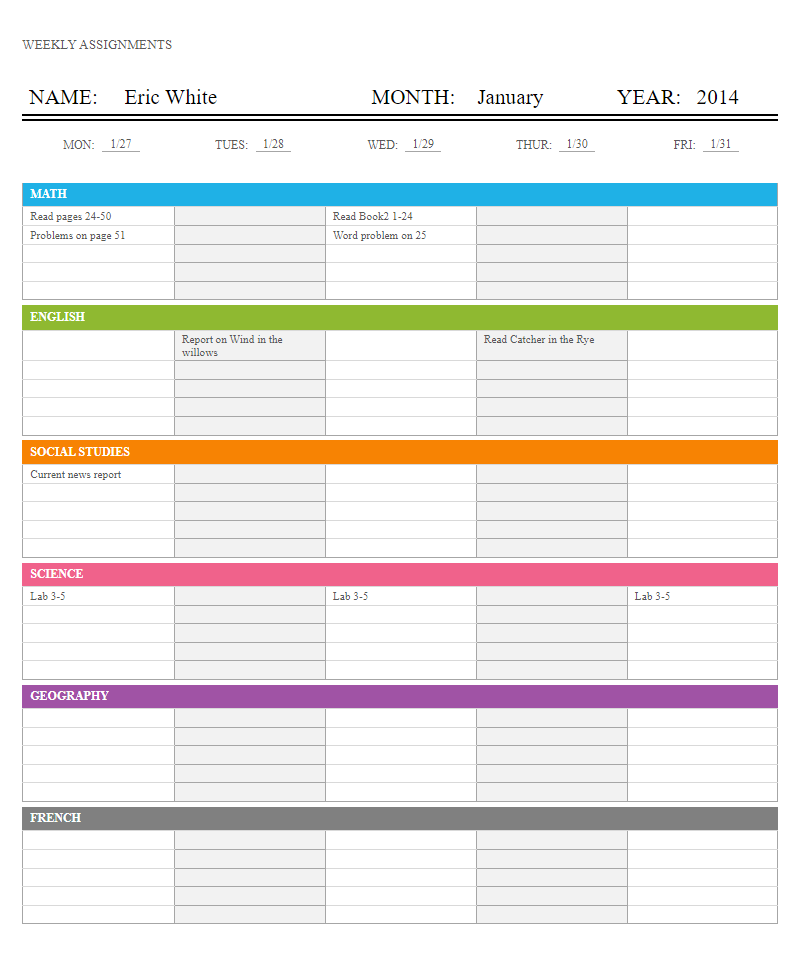 WEEKLY ASSIGNMENTS
NAME: Eric White MONTH: January YEAR: 2014
MON: 1/27 TUES: 1/28 WED: 1/29 THUR: 1/30 FRI: 1/31
MATH
Read pages 24-50 Read Book2 1-24
Problems on page 51 Word problem on 25
ENGLISH
Report on Wind in the Read Catcher in the Rye
willows
SOCIAL STUDIES
Current news report
SCIENCE
Lab 3-5 Lab 3-5 Lab 3-5
GEOGRAPHY
FRENCH